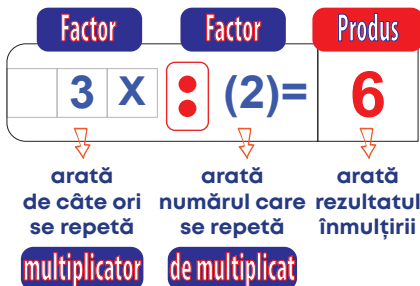 Factor Factor Produs
3 X (2)= 6
arată arată arată
de câte ori numărul care rezultatul
se repetă se repetă înmulțirii
multiplicator de multiplicat